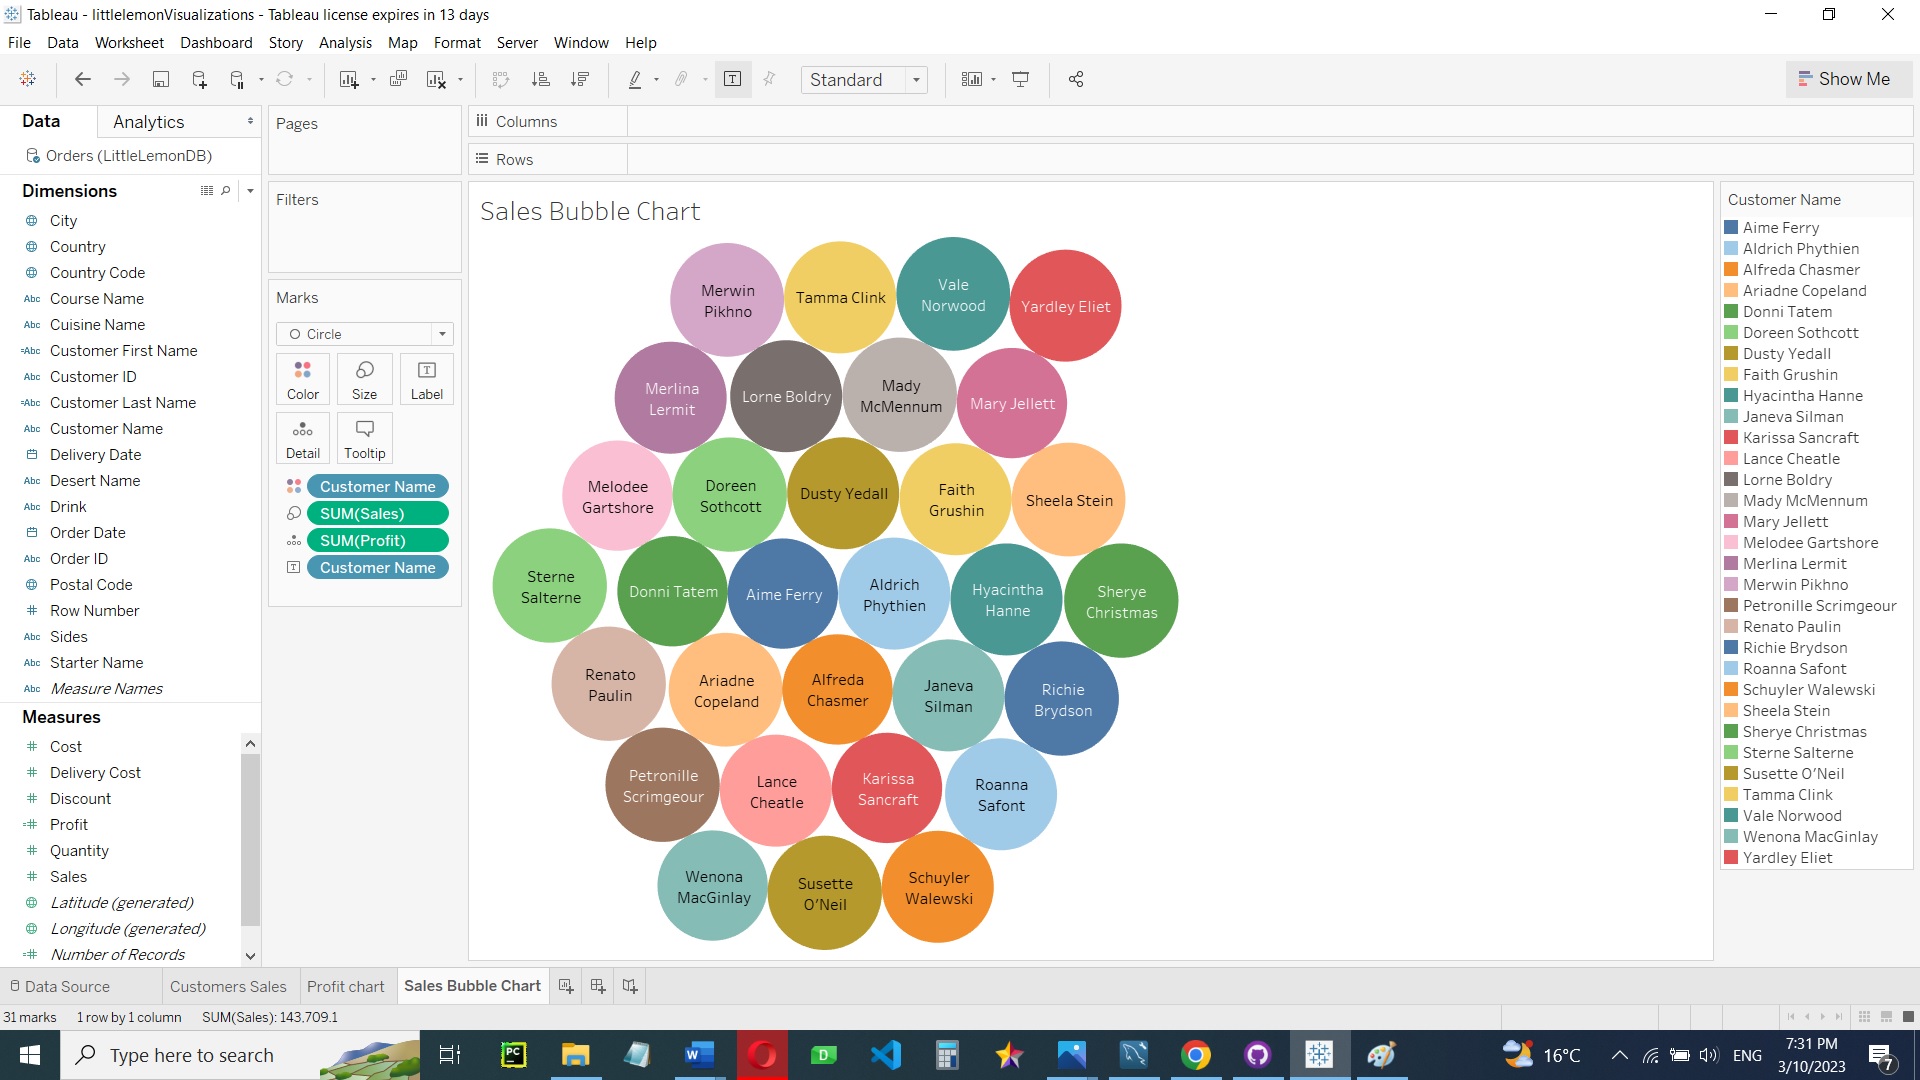 Tableau - littlelemonVisualizations - Tableau license expires in 13 days
File Data Worksheet Dashboard Story Analysis Map Format Server Window Help
T Standard Show Me
Data Analytics
Orders (LittleLemonDB)
Dimensions
City
Country
Country Code
Abc Course Name
Abc Cuisine Name
=Abc Customer First Name
Abc Customer ID
=Abc Customer Last Name
Abc Customer Name
Delivery Date
Abc Desert Name
Abc Drink
Order Date
Abc Order ID
Postal Code
# Row Number
Abc Sides
Abc Starter Name
Abc Measure Names
Measures
# Cost
# Delivery Cost
# Discount
=# Profit
# Quantity
# Sales
Latitude (generated)
Longitude (generated)
=# Number of Records
Pages
Filters
Marks
Circle
Color Size T Label
Detail Tooltip
Customer Name
SUM(Sales)
SUM(Profit)
T Customer Name
Columns
Rows
Sales Bubble Chart
Merwin
Pikhno
Tamma Clink
Vale
Norwood
Yardley Eliet
Merlina
Lermit
Lorne Boldry
Mady
McMennum
Mary Jellett
Melodee
Gartshore
Doreen
Sothcott
Dusty Yedall
Faith
Grushin
Sheela Stein
Sterne
Salterne
Donni Tatem
Aime Ferry
Aldrich
Phythien
Hyacintha
Hanne
Sherye
Christmas
Renato
Paulin
Ariadne
Copeland
Alfreda
Chasmer
Janeva
Silman
Richie
Brydson
Petronille
Scrimgeour
Lance
Cheatle
Karissa
Sancraft
Roanna
Safont
Wenona
MacGinlay
Susette
O’Neil
Schuyler
Walewski
Customer Name
Aime Ferry
Aldrich Phythien
Alfreda Chasmer
Ariadne Copeland
Donni Tatem
Doreen Sothcott
Dusty Yedall
Faith Grushin
Hyacintha Hanne
Janeva Silman
Karissa Sancraft
Lance Cheatle
Lorne Boldry
Mady McMennum
Mary Jellett
Melodee Gartshore
Merlina Lermit
Merwin Pikhno
Petronille Scrimgeour
Renato Paulin
Richie Brydson
Roanna Safont
Schuyler Walewski
Sheela Stein
Sherye Christmas
Sterne Salterne
Susette O’Neil
Tamma Clink
Vale Norwood
Wenona MacGinlay
Yardley Eliet
Data Source Customers Sales Profit chart Sales Bubble Chart
31 marks 1 row by 1 column SUM(Sales): 143,709.1
Type here to search PC W D 16°C ENG 7:31 PM
3/10/2023 7